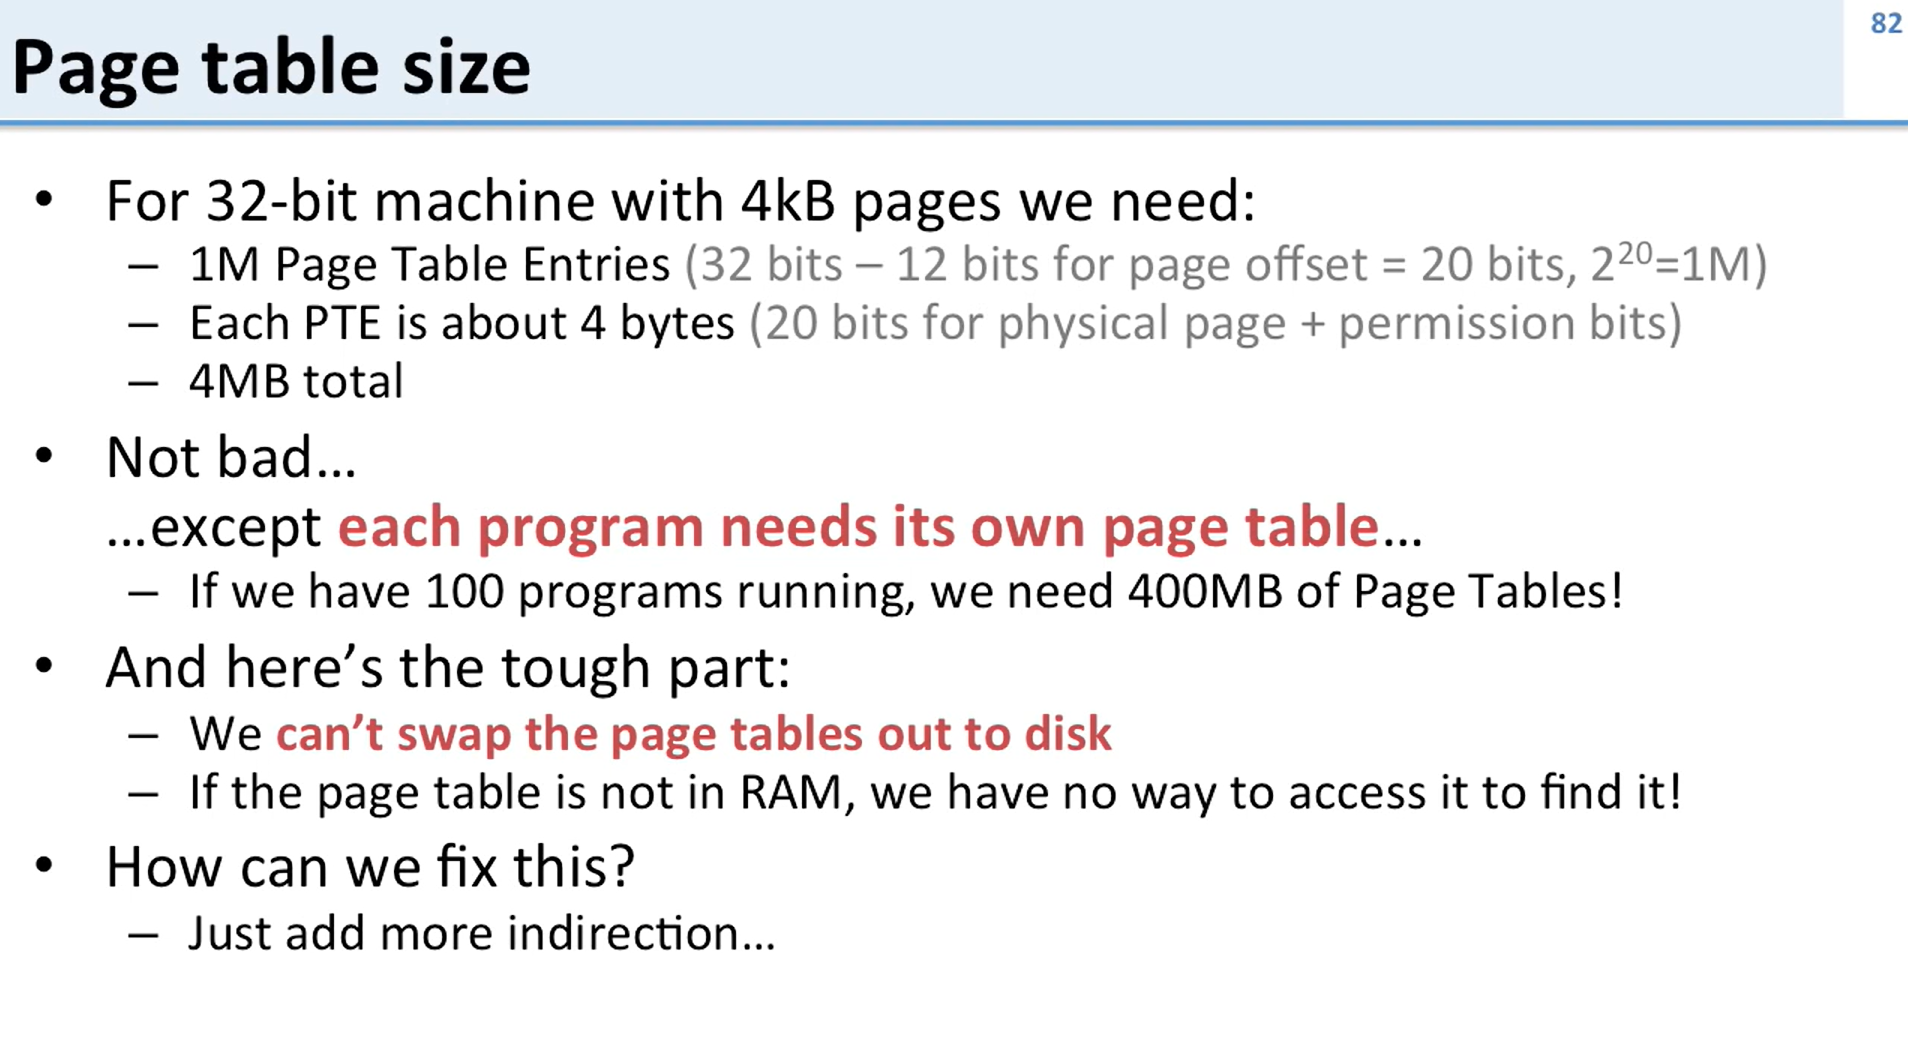 82
Page table size
• For 32-bit machine with 4kB pages we need:
– 1M Page Table Entries (32 bits – 12 bits for page offset = 20 bits, 2²⁰=1M)
– Each PTE is about 4 bytes (20 bits for physical page + permission bits)
– 4MB total
• Not bad…
…except each program needs its own page table…
– If we have 100 programs running, we need 400MB of Page Tables!
• And here’s the tough part:
– We can’t swap the page tables out to disk
– If the page table is not in RAM, we have no way to access it to find it!
• How can we fix this?
– Just add more indirection…